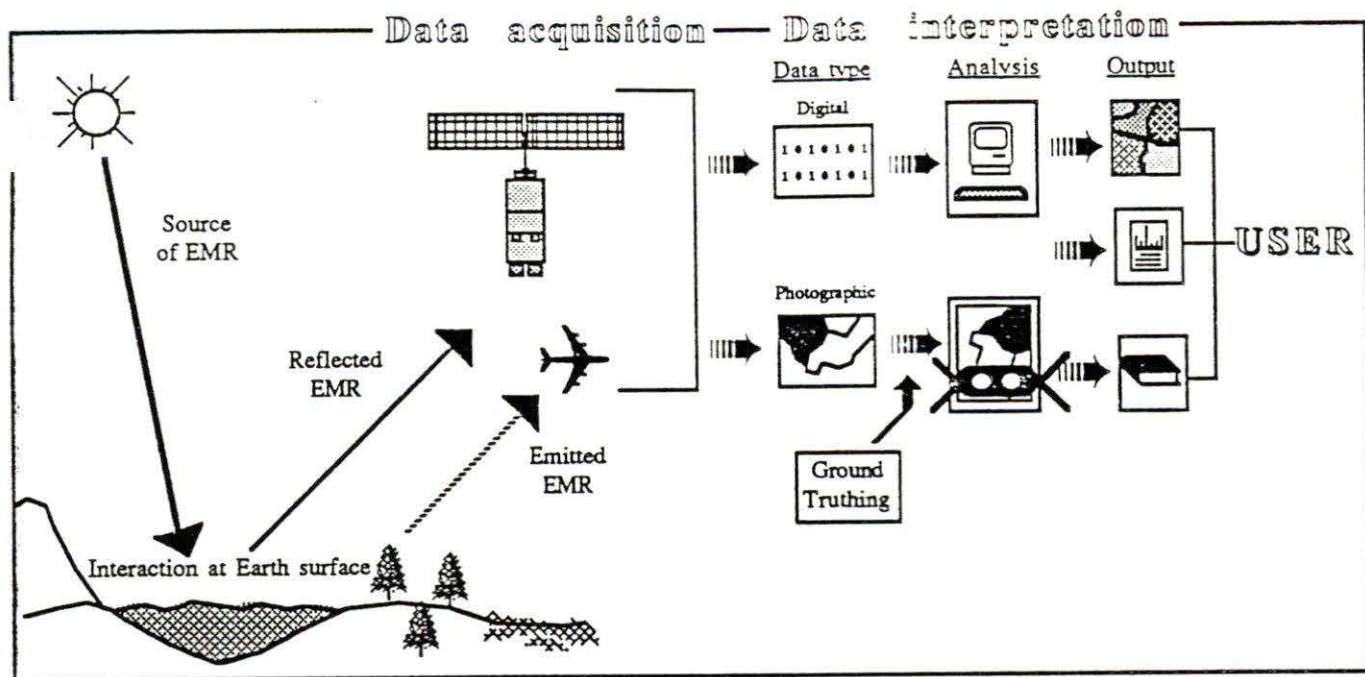 Data acquisition Data interpretation
Data type Analysis Output
Digital
1010101
1010101
Source
of EMR
USER
Photographic
Reflected
EMR
Emitted
EMR
Ground
Truthing
Interaction at Earth surface